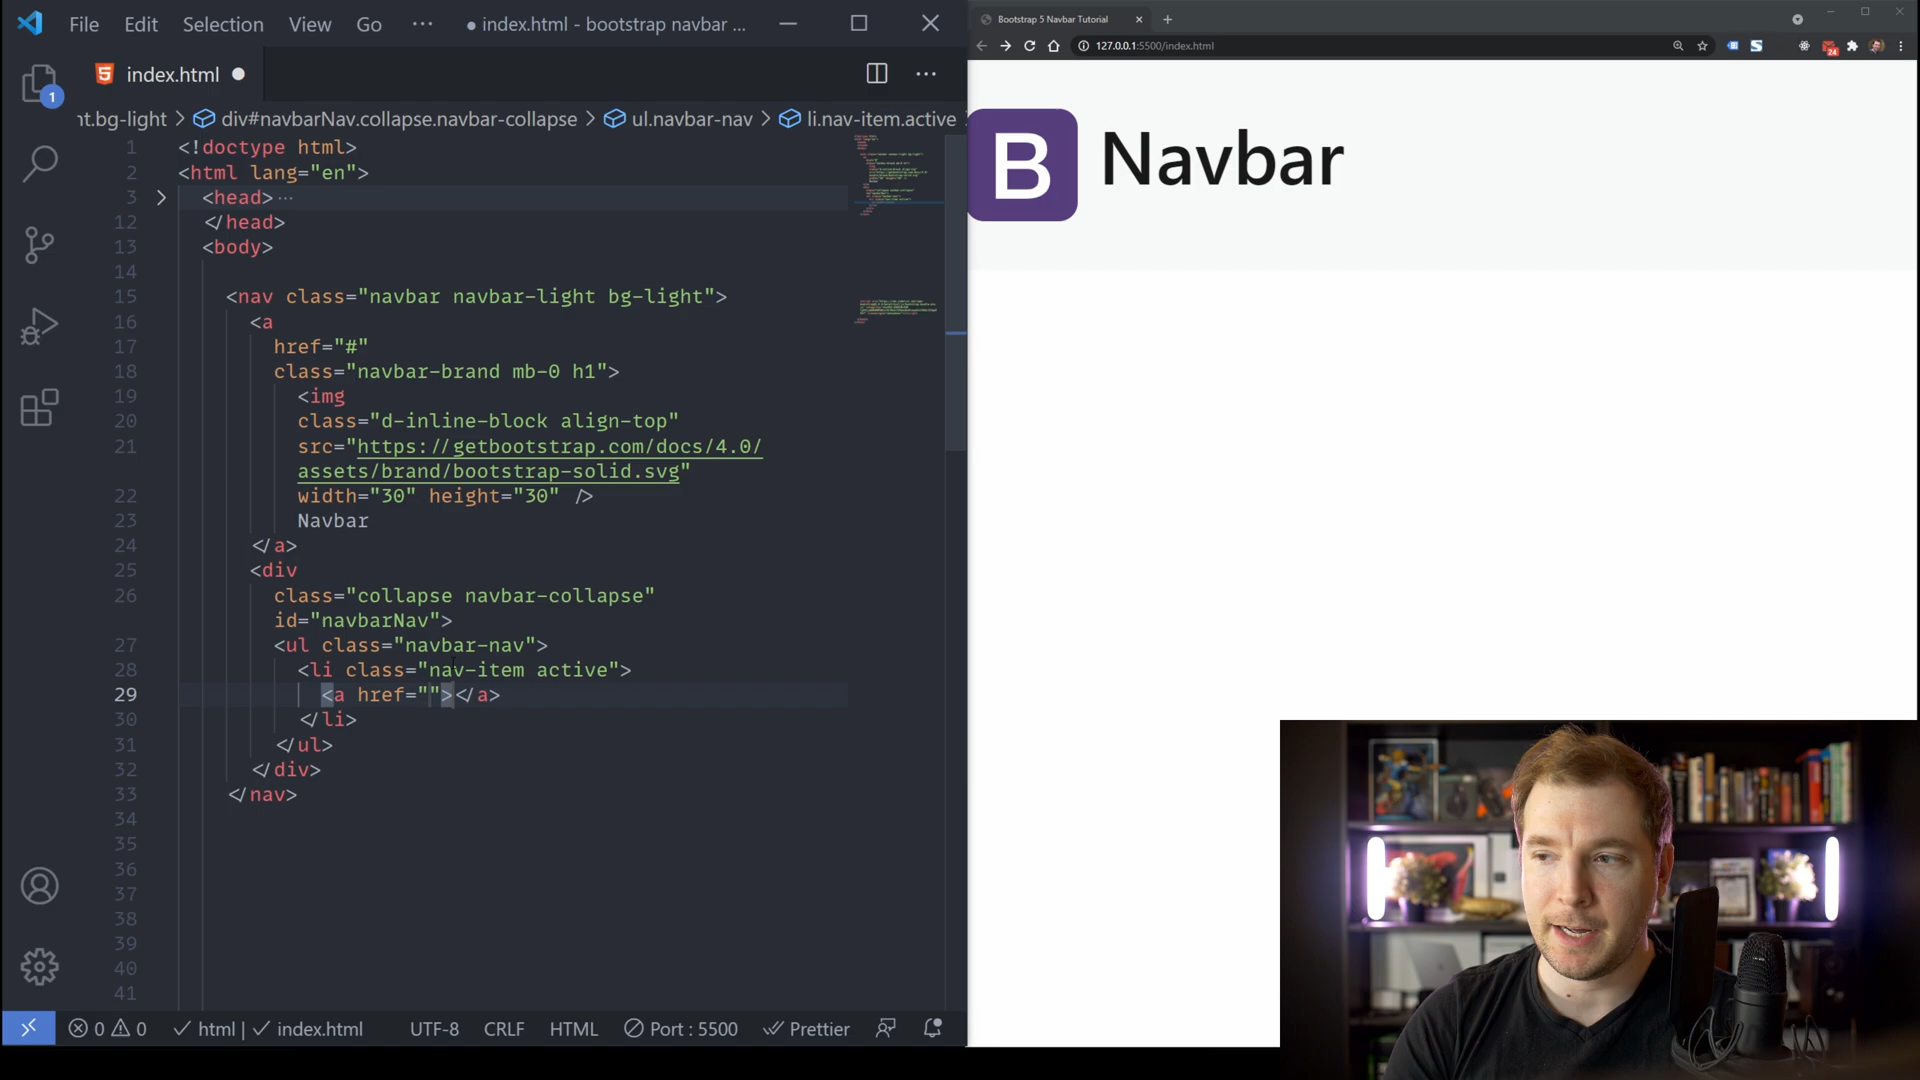 File Edit Selection View Go ··· ● index.html - bootstrap navbar ...
index.html ●
1
nt.bg-light > div#navbarNav.collapse.navbar-collapse > ul.navbar-nav > li.nav-item.active
1 <!doctype html>
2 <html lang="en">
3 <head>···
12 </head>
13 <body>
14
15 <nav class="navbar navbar-light bg-light">
16 <a
17 href="#"
18 class="navbar-brand mb-0 h1">
19 <img
20 class="d-inline-block align-top"
21 src="https://getbootstrap.com/docs/4.0/
assets/brand/bootstrap-solid.svg"
22 width="30" height="30" />
23 Navbar
24 </a>
25 <div
26 class="collapse navbar-collapse"
id="navbarNav">
27 <ul class="navbar-nav">
28 <li class="nav-item active">
29 <a href=""></a>
30 </li>
31 </ul>
32 </div>
33 </nav>
34
35
36
37
38
39
40
41
0 0 html | index.html UTF-8 CRLF HTML Port : 5500 Prettier
Bootstrap 5 Navbar Tutorial
127.0.0.1:5500/index.html
24
B Navbar